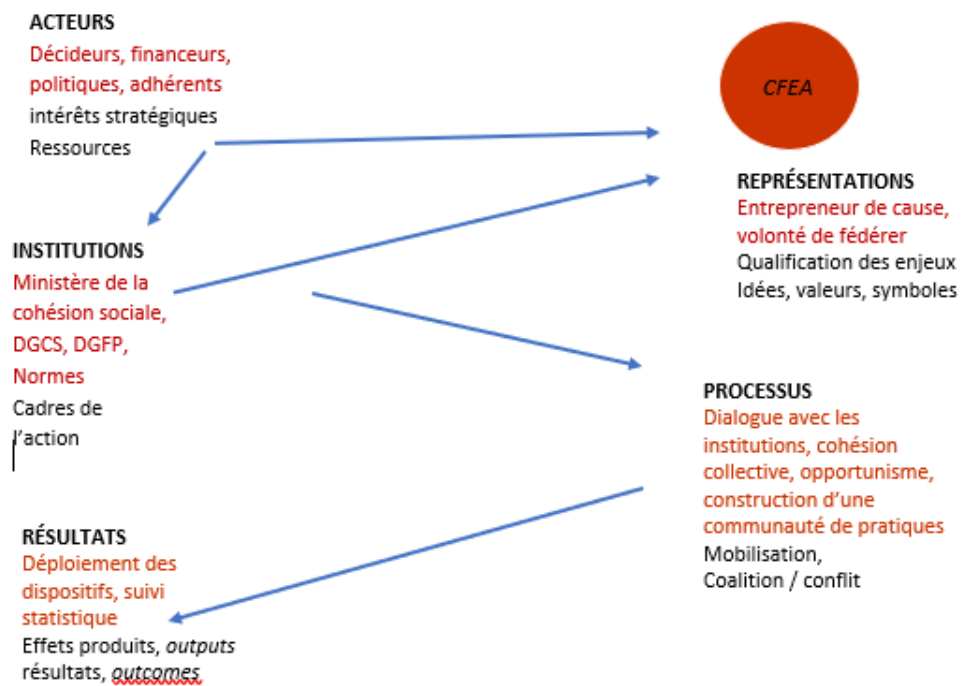 ACTEURS
Décideurs, financeurs,
politiques, adhérents
intérêts stratégiques
Ressources
CFEA
REPRÉSENTATIONS
Entrepreneur de cause,
volonté de fédérer
Qualification des enjeux
Idées, valeurs, symboles
INSTITUTIONS
Ministère de la
cohésion sociale,
DGCS, DGFP,
Normes
Cadres de
l'action
PROCESSUS
Dialogue avec les
institutions, cohésion
collective, opportunisme,
construction d'une
communauté de pratiques
Mobilisation,
Coalition / conflit
RÉSULTATS
Déploiement des
dispositifs, suivi
statistique
Effets produits, outputs
résultats, outcomes